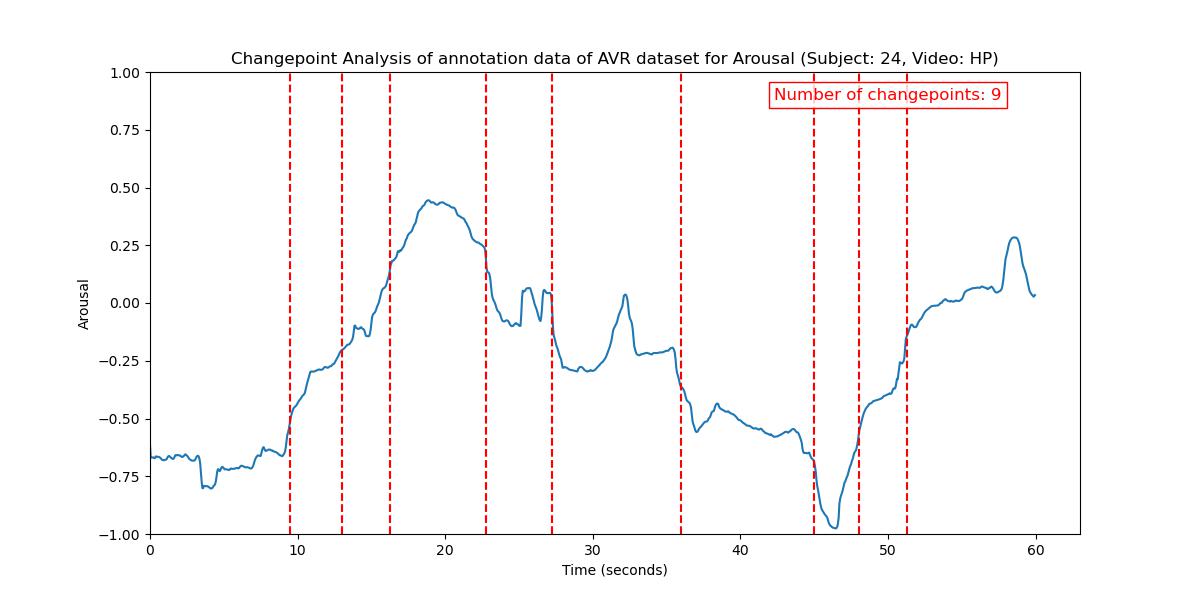 Changepoint Analysis of annotation data of AVR dataset for Arousal (Subject: 24, Video: HP)
Number of changepoints: 9
1.00
0.75
0.50
0.25
0.00
−0.25
−0.50
−0.75
−1.00
Arousal
0 10 20 30 40 50 60
Time (seconds)